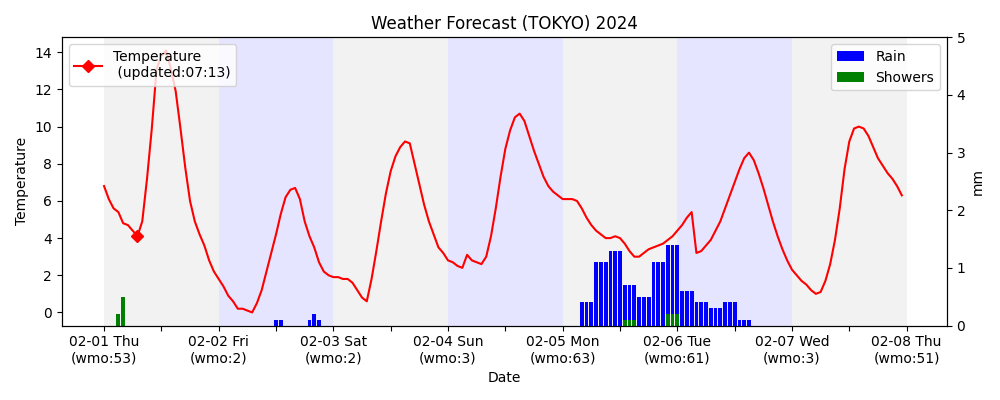 Weather Forecast (TOKYO) 2024
Temperature
(updated:07:13)
Rain
Showers
14
12
10
8
6
4
2
0
Temperature
5
4
3
2
1
0
mm
02-01 Thu
(wmo:53)
02-02 Fri
(wmo:2)
02-03 Sat
(wmo:2)
02-04 Sun
(wmo:3)
02-05 Mon
(wmo:63)
02-06 Tue
(wmo:61)
02-07 Wed
(wmo:3)
02-08 Thu
(wmo:51)
Date